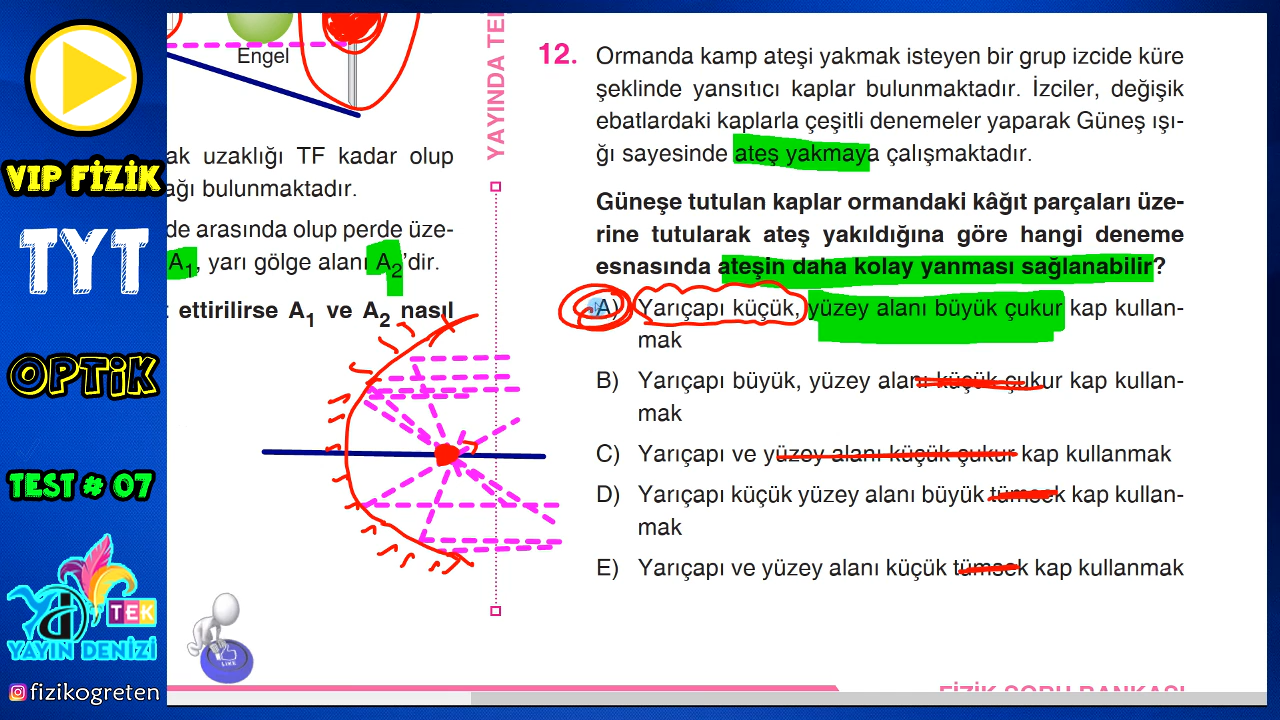 VIP FİZİK
TYT
OPTİK
TEST # 07
YD
TEK
YAYIN DENİZİ
fizikogreten
Engel
ak uzaklığı TF kadar olup
ağı bulunmaktadır.
de arasında olup perde üze-
A1, yarı gölge alanı A2'dir.
ettirilirse A1 ve A2 nasıl
YAYINDA TE
LIKE
12. Ormanda kamp ateşi yakmak isteyen bir grup izcide küre
şeklinde yansıtıcı kaplar bulunmaktadır. İzciler, değişik
ebatlardaki kaplarla çeşitli denemeler yaparak Güneş ışı-
ğı sayesinde ateş yakmaya çalışmaktadır.
Güneşe tutulan kaplar ormandaki kâğıt parçaları üze-
rine tutularak ateş yakıldığına göre hangi deneme
esnasında ateşin daha kolay yanması sağlanabilir?
A) Yarıçapı küçük, yüzey alanı büyük çukur kap kullan-
mak
B) Yarıçapı büyük, yüzey alanı küçük çukur kap kullan-
mak
C) Yarıçapı ve yüzey alanı küçük çukur kap kullanmak
D) Yarıçapı küçük yüzey alanı büyük tümsek kap kullan-
mak
E) Yarıçapı ve yüzey alanı küçük tümsek kap kullanmak
FİZİK SORU BANKASI